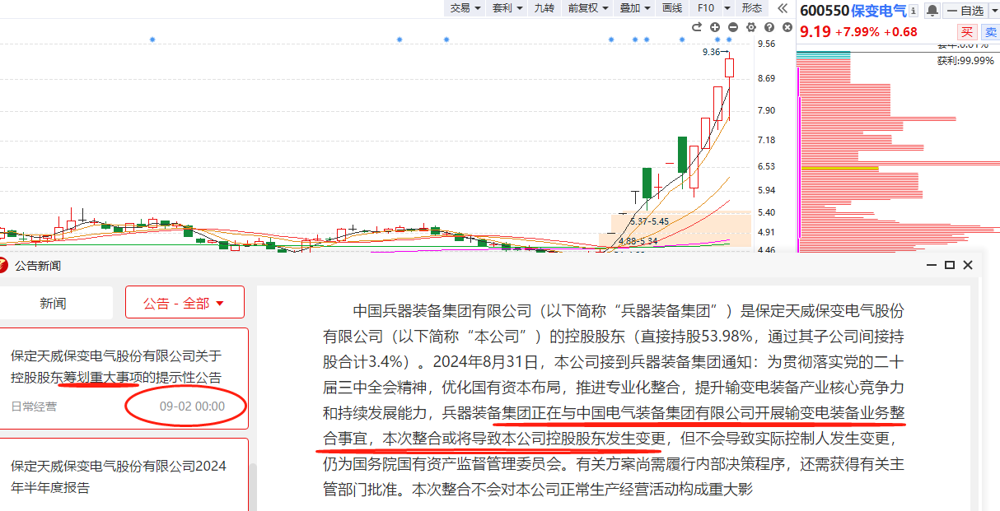 交易 套利 九转 前复权 叠加 画线 F10 形态
600550 保变电气
自选
9.19 +7.99% +0.68
买 卖
获利:99.99%
9.56
9.36
8.69
7.90
7.18
6.53
5.94
5.40
5.37-5.45
4.91
4.88-5.34
4.46
公告新闻
新闻
公告 - 全部
保定天威保变电气股份有限公司关于
控股股东筹划重大事项的提示性公告
日常经营
09-02 00:00
保定天威保变电气股份有限公司2024
年半年度报告
中国兵器装备集团有限公司（以下简称“兵器装备集团”）是保定天威保变电气股份
有限公司（以下简称“本公司”）的控股股东（直接持股53.98%，通过其子公司间接持
股合计3.4%）。2024年8月31日，本公司接到兵器装备集团通知：为贯彻落实党的二十
届三中全会精神，优化国有资本布局，推进专业化整合，提升输变电装备产业核心竞争力
和持续发展能力，兵器装备集团正在与中国电气装备集团有限公司开展输变电装备业务整
合事宜，本次整合或将导致本公司控股股东发生变更，但不会导致实际控制人发生变更，
仍为国务院国有资产监督管理委员会。有关方案尚需履行内部决策程序，还需获得有关主
管部门批准。本次整合不会对本公司正常生产经营活动构成重大影